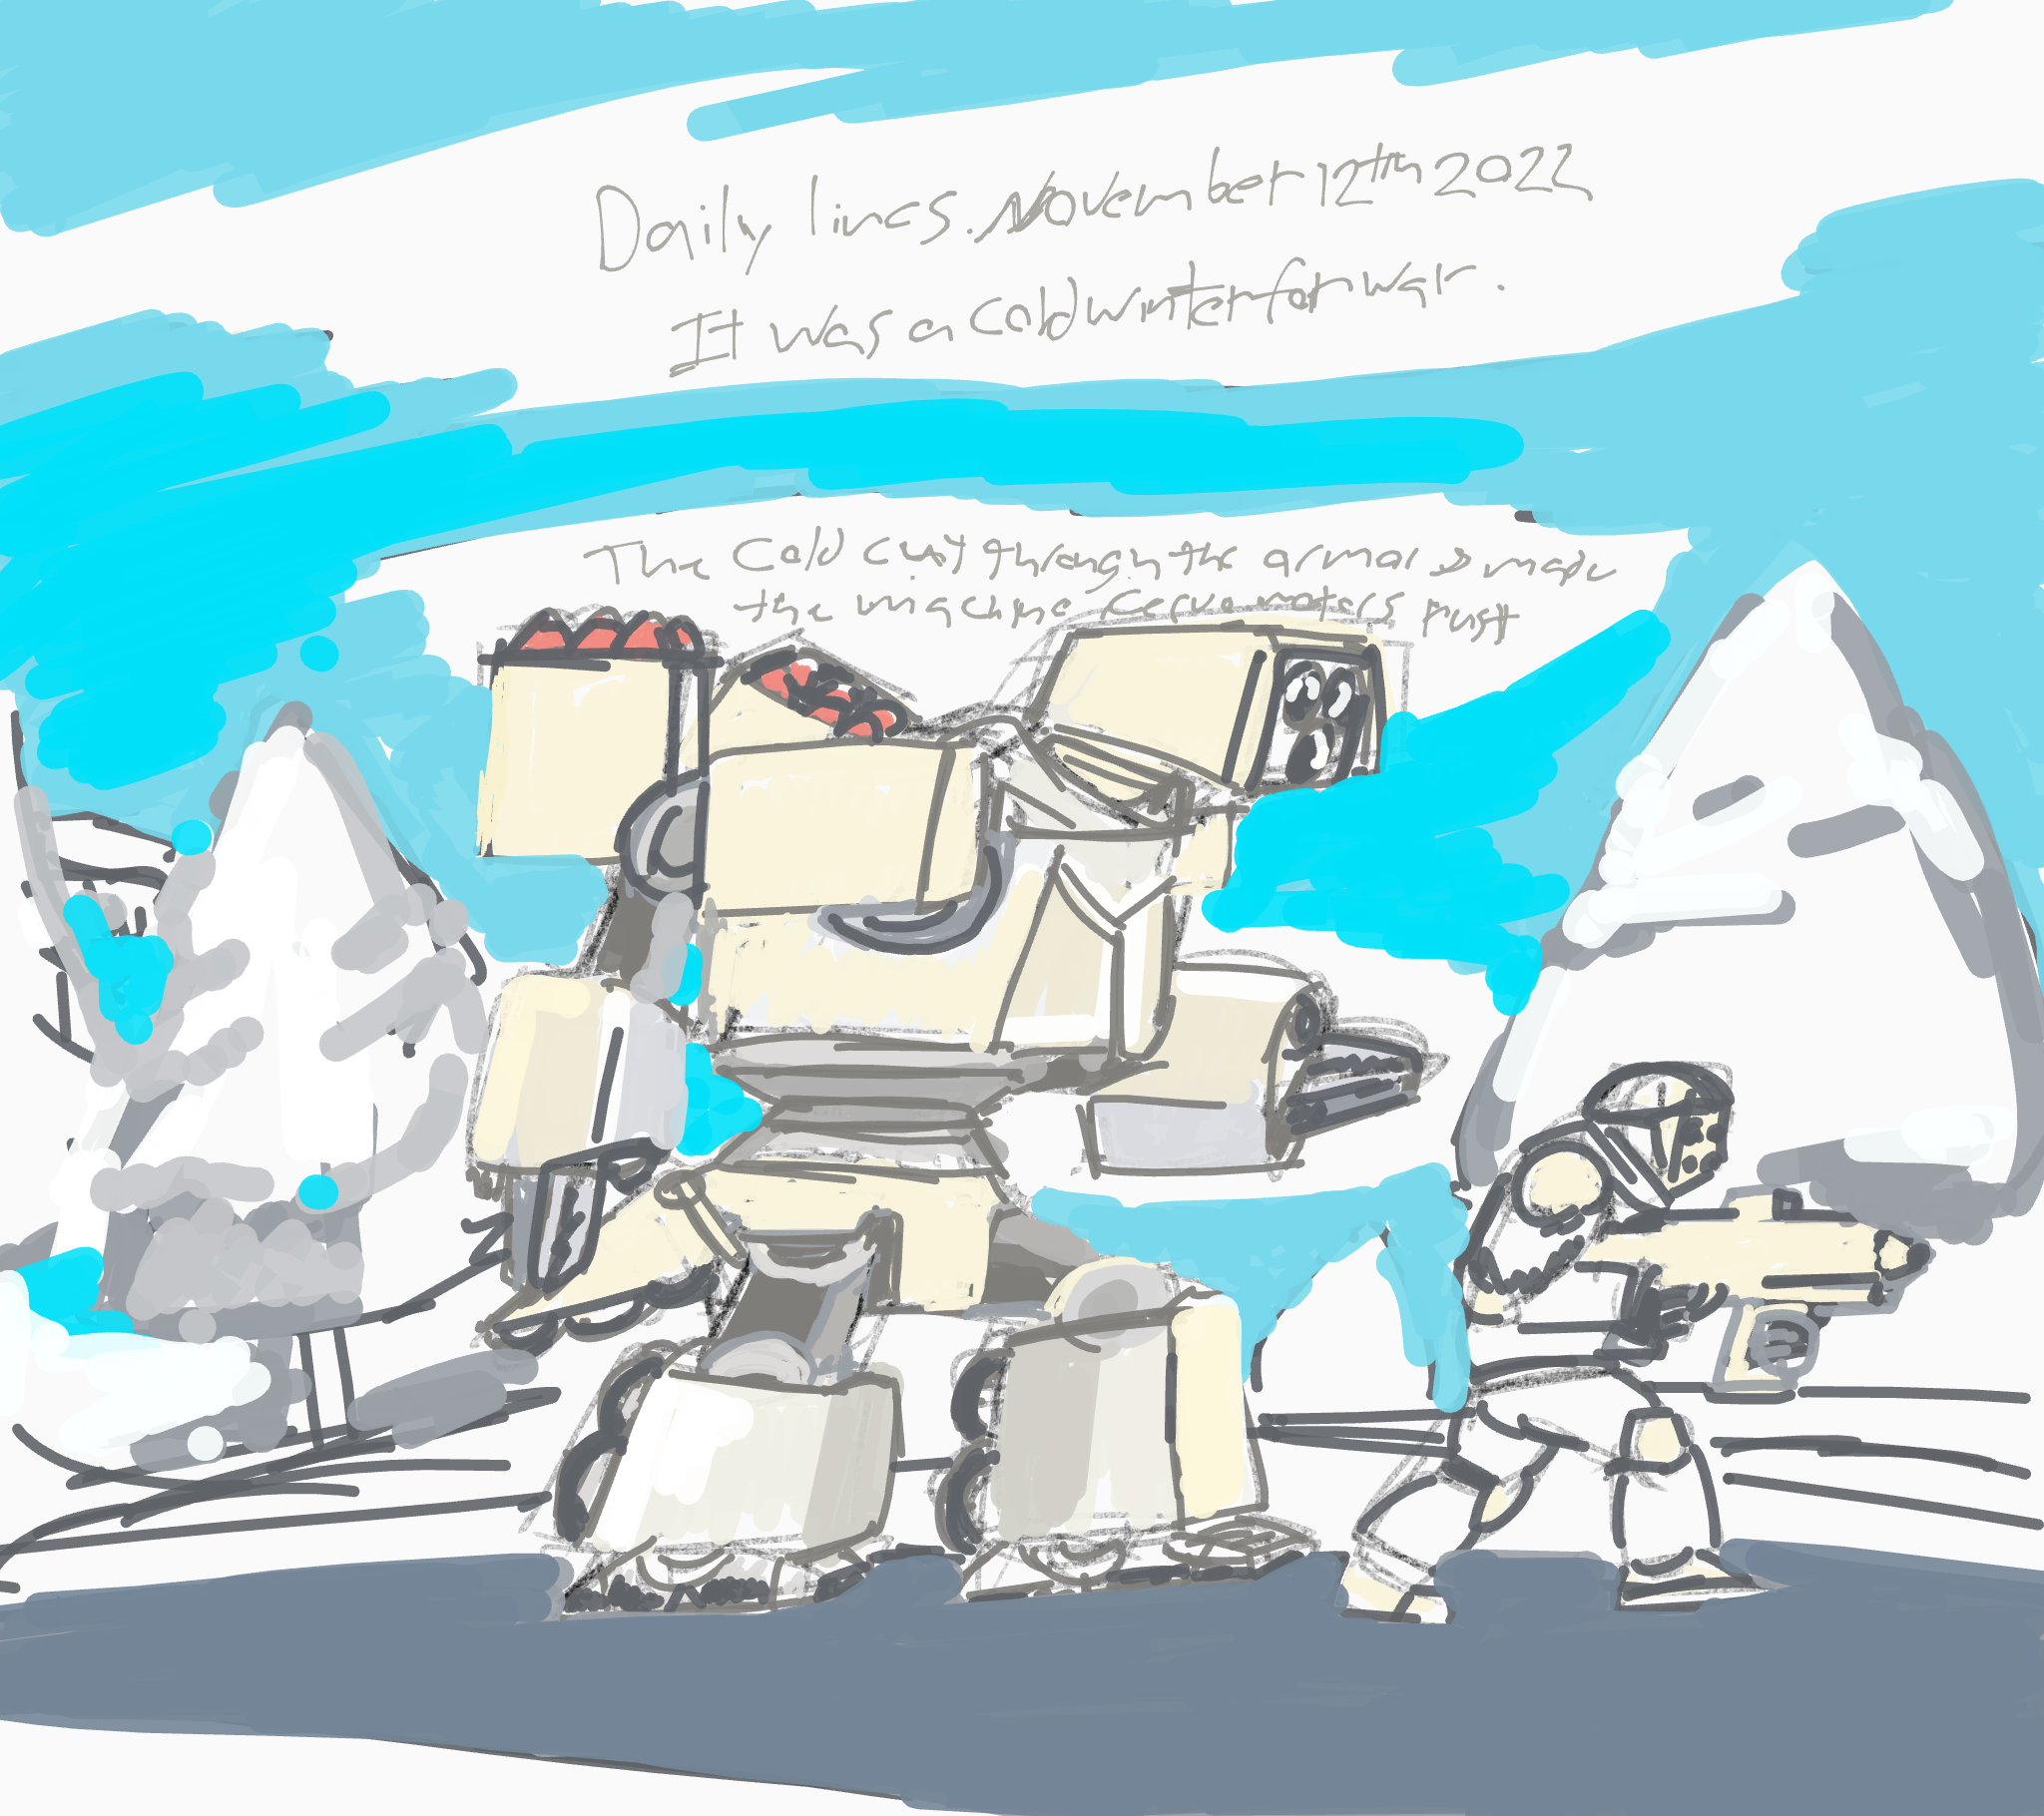 Daily lines. November 12th 2022
It was a cold winter for war.
The cold cut through the armor & made
the machine servo motors rust